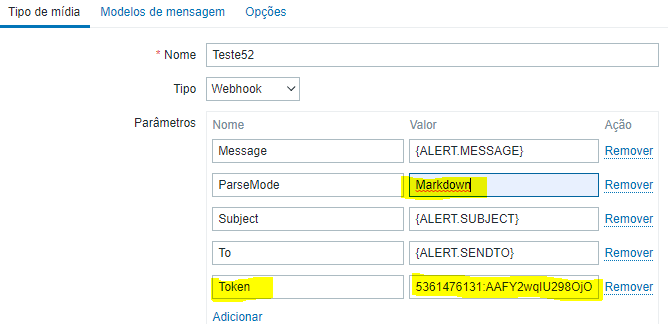 Tipo de mídia Modelos de mensagem Opções
* Nome Teste52
Tipo Webhook
Parâmetros Nome Valor Ação
Message {ALERT.MESSAGE} Remover
ParseMode Markdown Remover
Subject {ALERT.SUBJECT} Remover
To {ALERT.SENDTO} Remover
Token 5361476131:AAFY2wqIU298OjO Remover
Adicionar